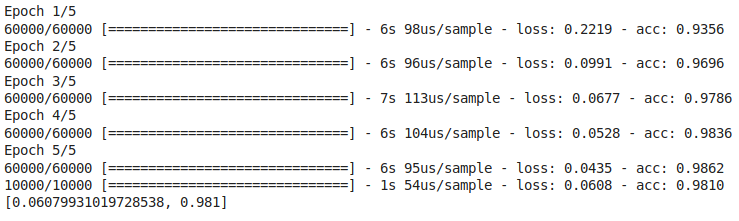 Epoch 1/5
60000/60000 [==============================] - 6s 98us/sample - loss: 0.2219 - acc: 0.9356
Epoch 2/5
60000/60000 [==============================] - 6s 96us/sample - loss: 0.0991 - acc: 0.9696
Epoch 3/5
60000/60000 [==============================] - 7s 113us/sample - loss: 0.0677 - acc: 0.9786
Epoch 4/5
60000/60000 [==============================] - 6s 104us/sample - loss: 0.0528 - acc: 0.9836
Epoch 5/5
60000/60000 [==============================] - 6s 95us/sample - loss: 0.0435 - acc: 0.9862
10000/10000 [==============================] - 1s 54us/sample - loss: 0.0608 - acc: 0.9810
[0.06079931019728538, 0.981]